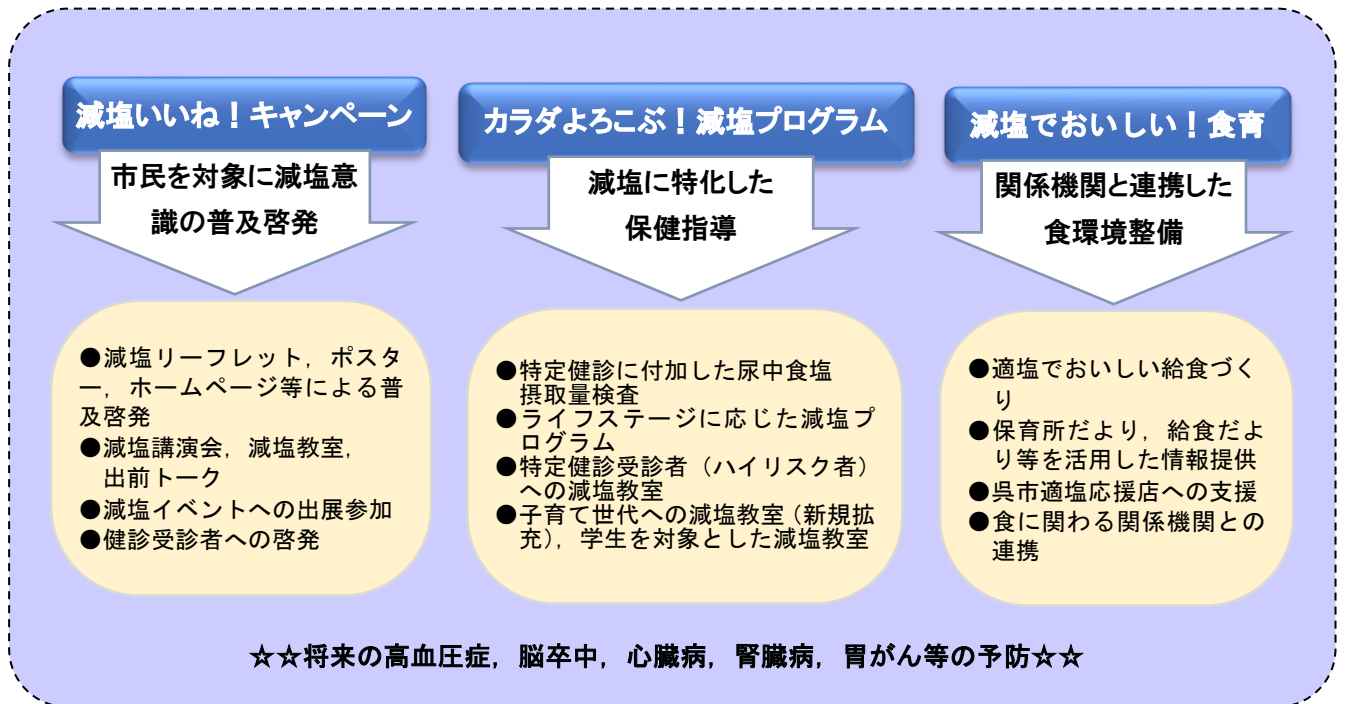 減塩いいね！キャンペーン
市民を対象に減塩意
識の普及啓発
●減塩リーフレット，ポスタ
ー，ホームページ等による普
及啓発
●減塩講演会，減塩教室，
出前トーク
●減塩イベントへの出展参加
●健診受診者への啓発
カラダよろこぶ！減塩プログラム
減塩に特化した
保健指導
●特定健診に付加した尿中食塩
摂取量検査
●ライフステージに応じた減塩プ
ログラム
●特定健診受診者（ハイリスク者）
への減塩教室
●子育て世代への減塩教室（新規拡
充），学生を対象とした減塩教室
減塩でおいしい！食育
関係機関と連携した
食環境整備
●適塩でおいしい給食づく
り
●保育所だより，給食だよ
り等を活用した情報提供
●呉市適塩応援店への支援
●食に関わる関係機関との
連携
☆☆将来の高血圧症，脳卒中，心臓病，腎臓病，胃がん等の予防☆☆